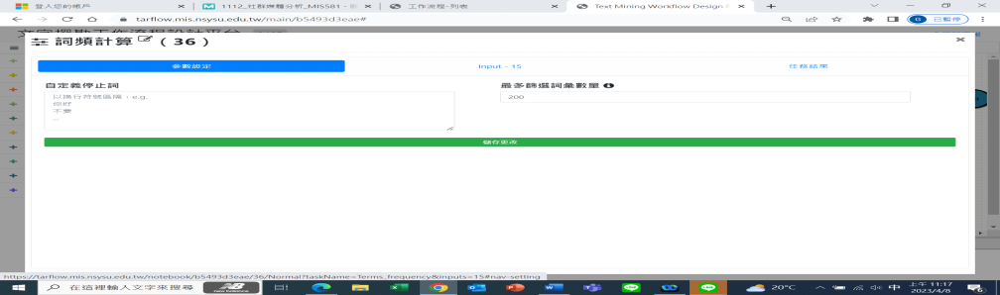 登入您的帳戶
1112_社群媒體分析_MIS581 -
工作流程-列表
Text Mining Workflow Design
tarflow.mis.nsysu.edu.tw/main/b5493d3eae#
已暫停
詞頻計算 (36)
參數設定
Input - 15
任務結果
自定義停止詞
最多篩選詞彙數量
以換行符號區隔，e.g.
你好
不要
...
200
儲存更改
https://tarflow.mis.nsysu.edu.tw/notebook/b5493d3eae/36/Normal?taskName=Terms_frequency&inputs=15#nav-setting
在這裡輸入文字來搜尋
20°C
中
上午 11:17
2023/4/8